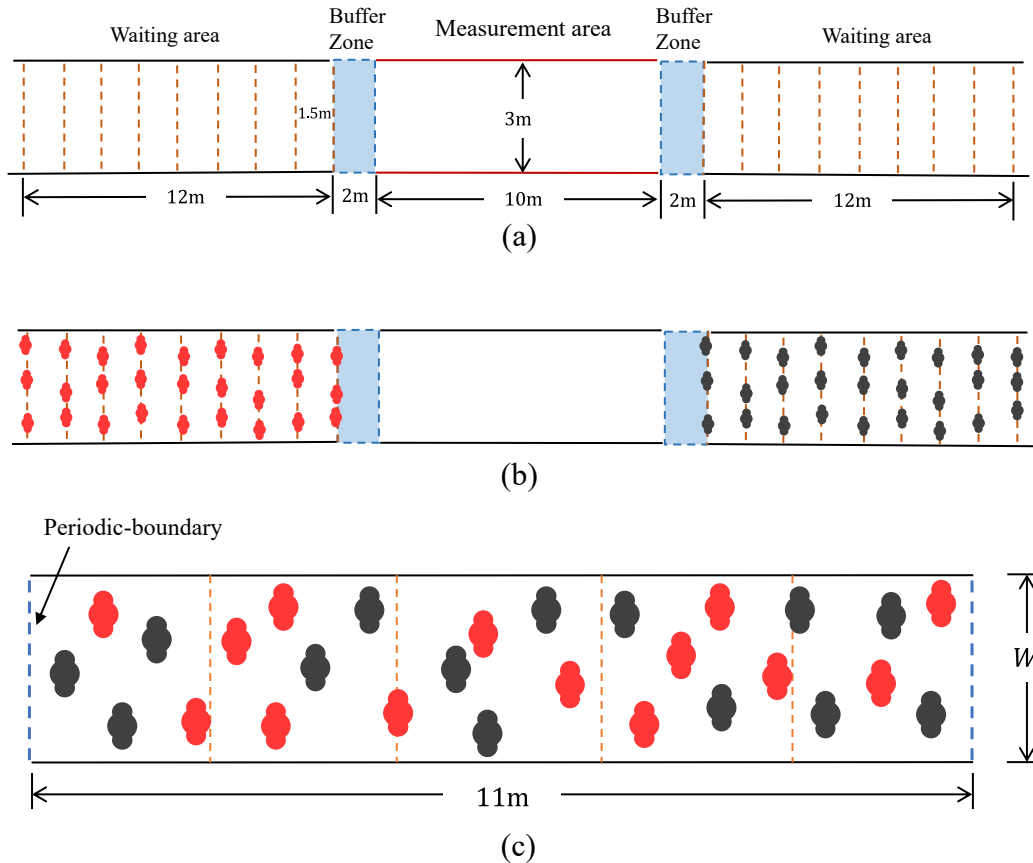 Waiting area
Buffer
Zone
Measurement area
Buffer
Zone
Waiting area
1.5m
3m
12m
2m
10m
2m
12m
(a)
(b)
(c)
Periodic-boundary
W
11m